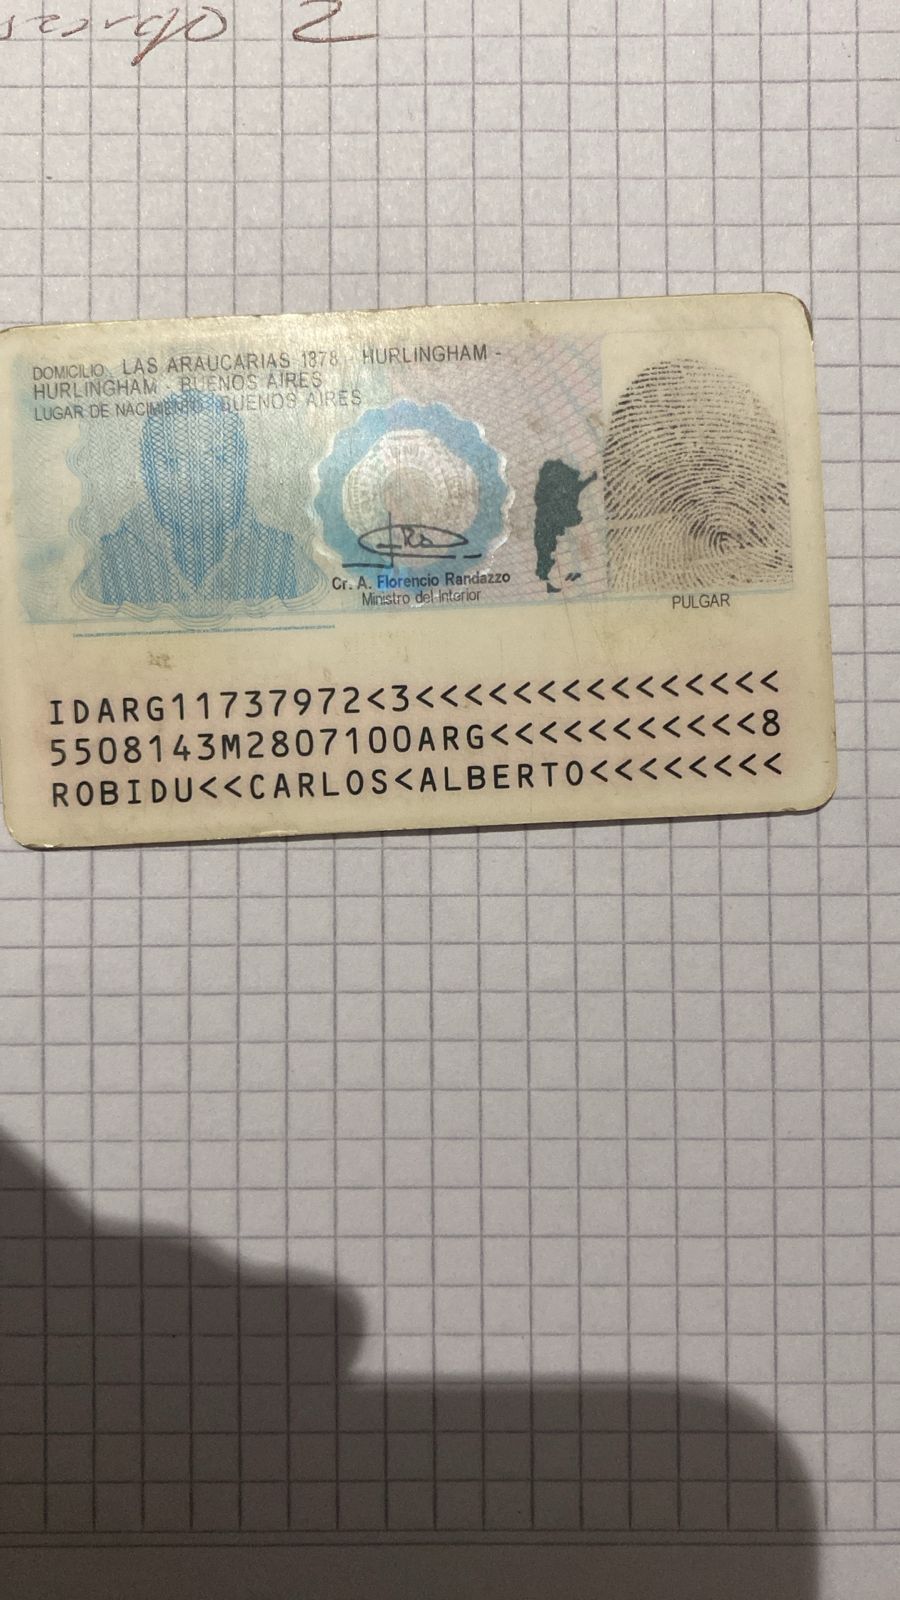 2
DOMICILIO: LAS ARAUCARIAS 1878 - HURLINGHAM -
HURLINGHAM - BUENOS AIRES
LUGAR DE NACIMIENTO: BUENOS AIRES
Cr. A. Florencio Randazzo
Ministro del Interior
PULGAR
IDARG11737972<3<<<<<<<<<<<<<<<
5508143M2807100ARG<<<<<<<<<<<8
ROBIDU<<CARLOS<ALBERTO<<<<<<<<